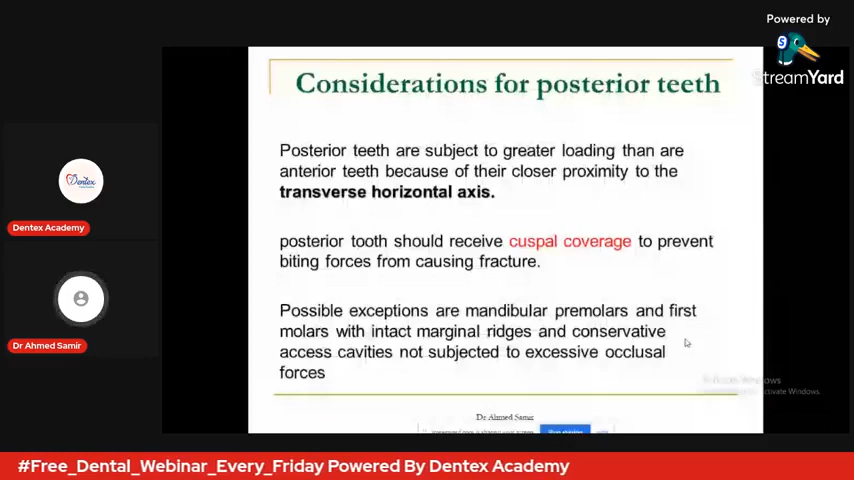 Powered by
StreamYard
Considerations for posterior teeth
Posterior teeth are subject to greater loading than are
anterior teeth because of their closer proximity to the
transverse horizontal axis.
posterior tooth should receive cuspal coverage to prevent
biting forces from causing fracture.
Possible exceptions are mandibular premolars and first
molars with intact marginal ridges and conservative
access cavities not subjected to excessive occlusal
forces
Dr Ahmed Samir
Dentex
Dentex Academy
Dr Ahmed Samir
#Free_Dental_Webinar_Every_Friday Powered By Dentex Academy